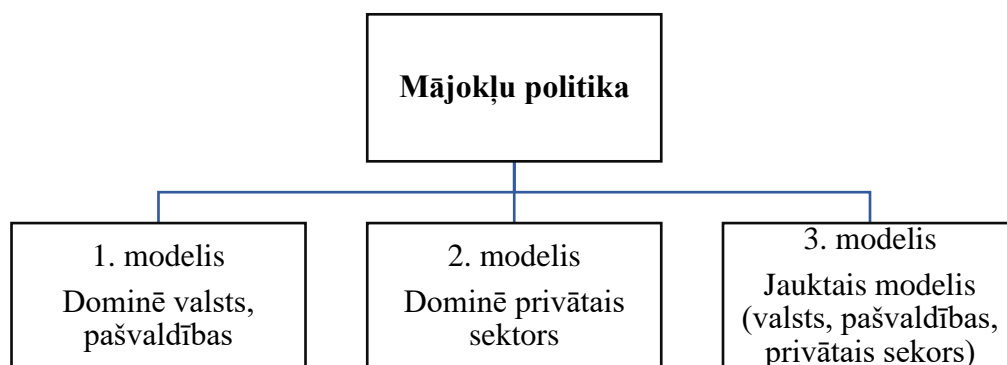 Mājokļu politika
1. modelis
Dominē valsts,
pašvaldības
2. modelis
Dominē privātais
sektors
3. modelis
Jauktais modelis
(valsts, pašvaldības,
privātais sekors)